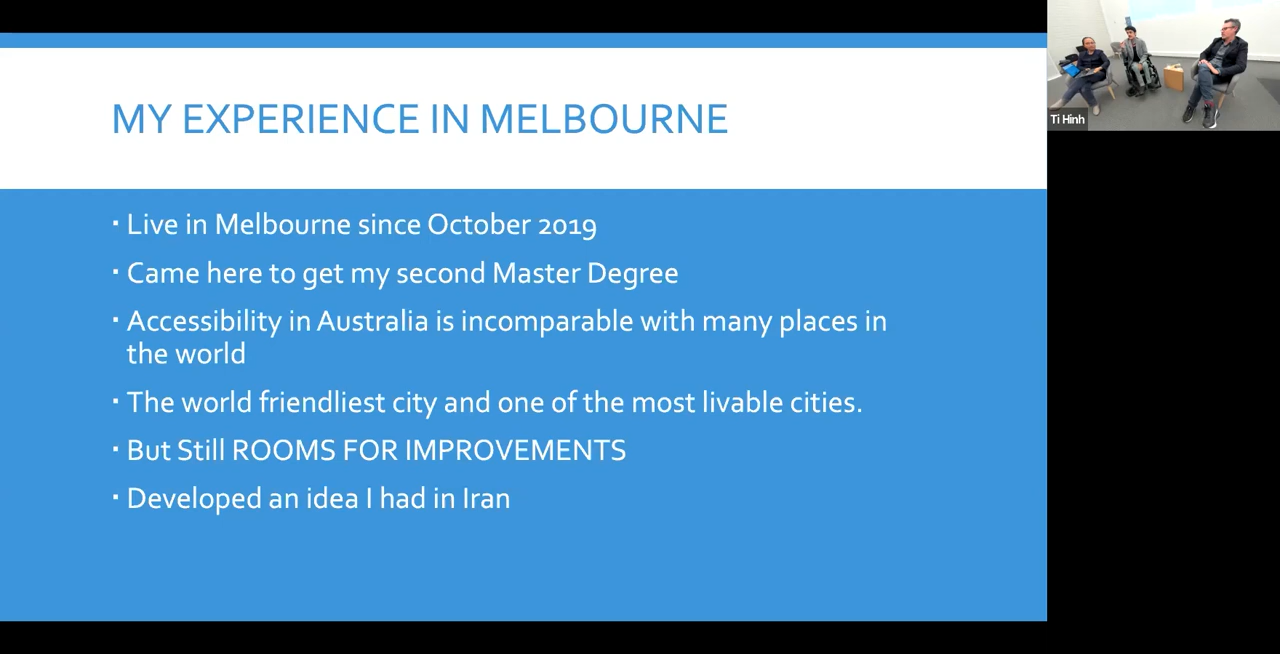 MY EXPERIENCE IN MELBOURNE
▪ Live in Melbourne since October 2019
▪ Came here to get my second Master Degree
▪ Accessibility in Australia is incomparable with many places in
the world
▪ The world friendliest city and one of the most livable cities.
▪ But Still ROOMS FOR IMPROVEMENTS
▪ Developed an idea I had in Iran
Ti Hinh